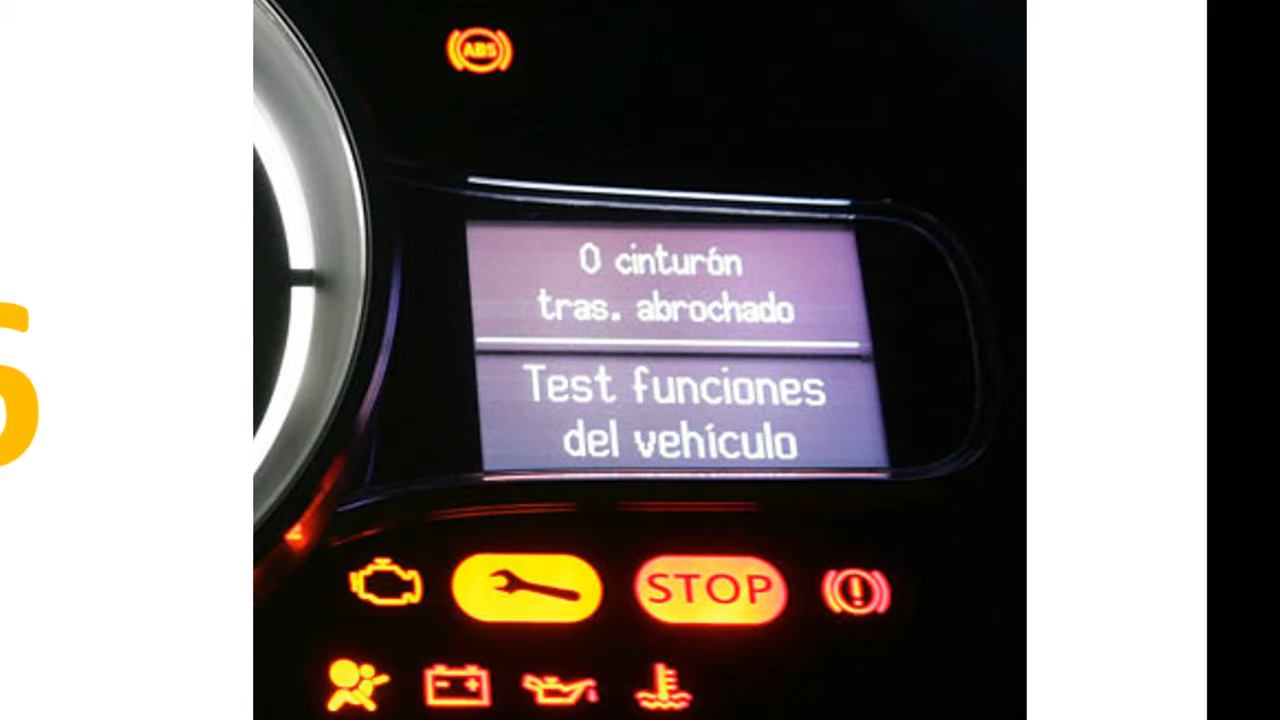 ABS
0 cinturón
tras. abrochado
Test funciones
del vehículo
STOP